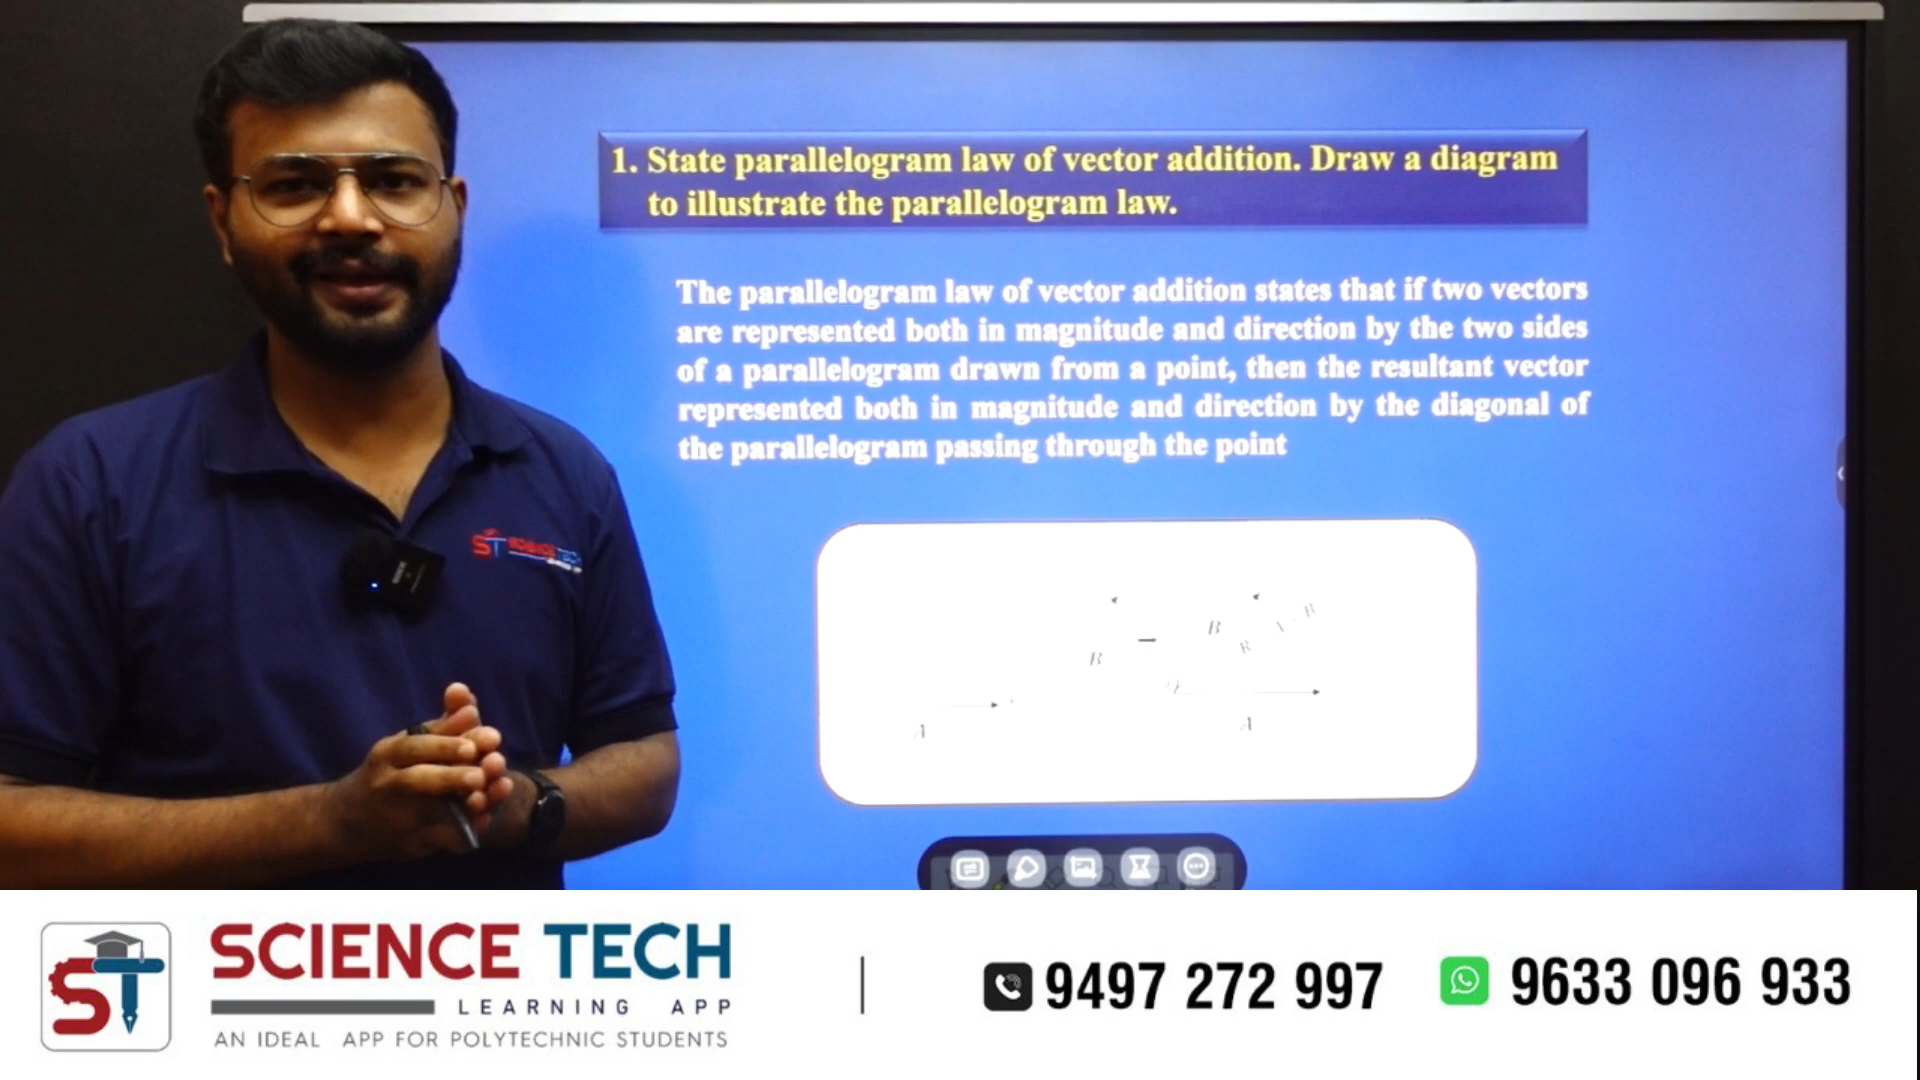 1. State parallelogram law of vector addition. Draw a diagram
to illustrate the parallelogram law.
The parallelogram law of vector addition states that if two vectors
are represented both in magnitude and direction by the two sides
of a parallelogram drawn from a point, then the resultant vector
represented both in magnitude and direction by the diagonal of
the parallelogram passing through the point
B
B
R
A
A
ST SCIENCE TECH
ST
SCIENCE TECH
LEARNING APP
AN IDEAL APP FOR POLYTECHNIC STUDENTS
9497 272 997
9633 096 933